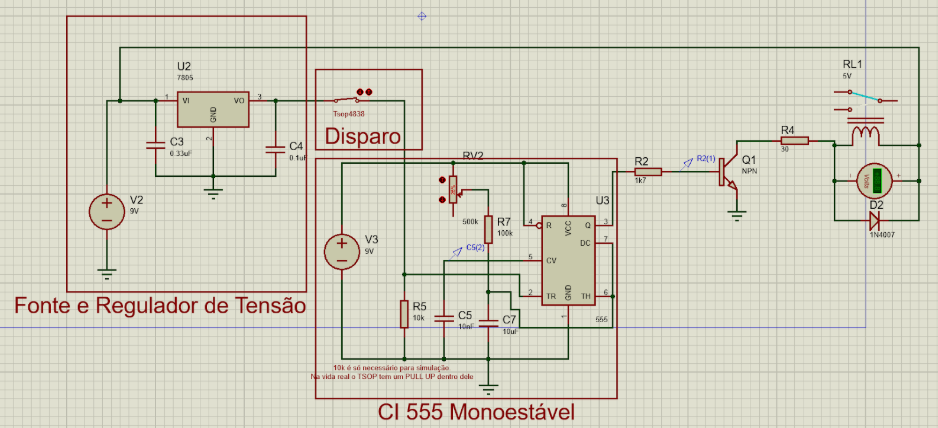 U2
7805
1
VI
VO
3
GND
2
C3
0.33uF
C4
0.1uF
V2
9V
Fonte e Regulador de Tensão
Tsop4838
Disparo
RV2
500k
R7
100k
V3
9V
C5(2)
R5
10k
C5
10nF
C7
10uF
U3
8
4
R
VCC
Q
3
DC
7
5
CV
2
TR
GND
TH
6
1
555
10k é só necessário para simulação
Na vida real o TSOP tem um PULL UP dentro dele
CI 555 Monoestável
R2
1k7
R2(1)
Q1
NPN
R4
30
RL1
5V
Volts
D2
1N4007